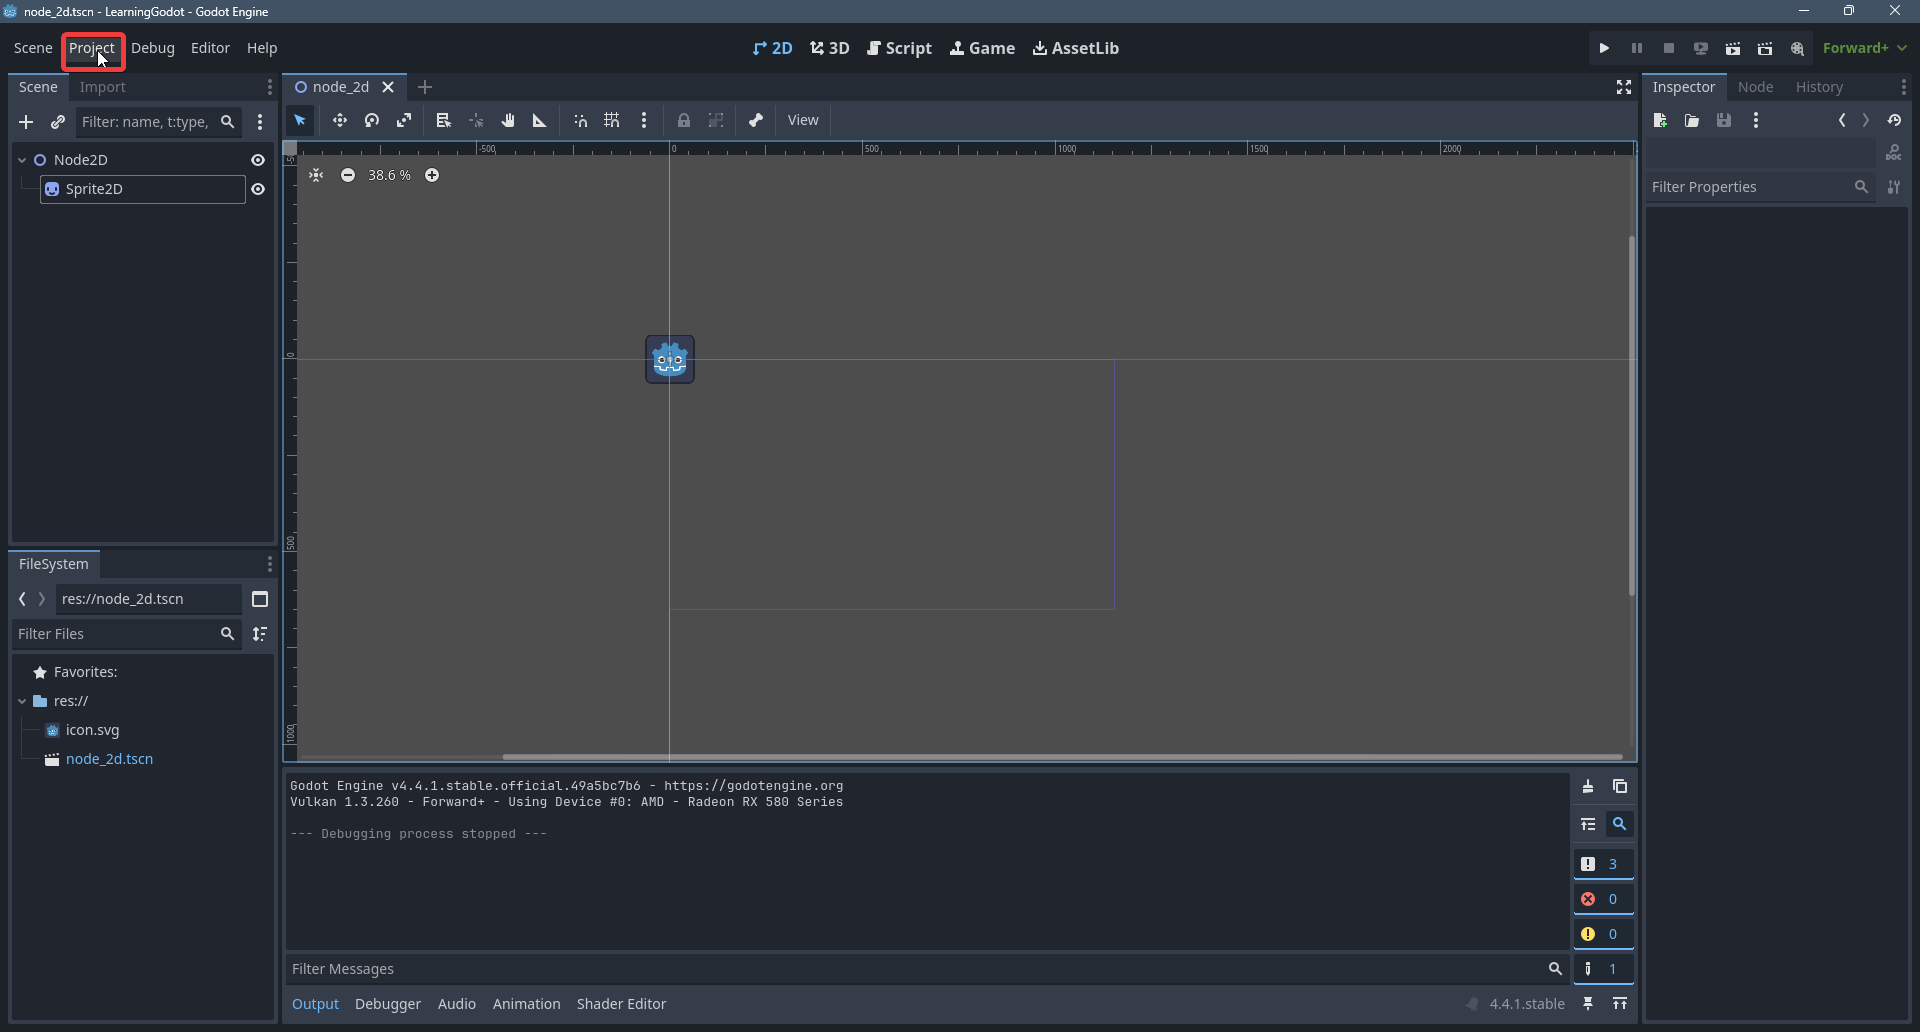 node_2d.tscn - LearningGodot - Godot Engine
Scene Project Debug Editor Help
2D 3D Script Game AssetLib
Forward+
Scene Import
node_2d
Inspector Node History
Filter: name, t:type,
View
Node2D
Sprite2D
-500 0 500 1000 1500 2000
38.6 %
Filter Properties
0
500
1000
FileSystem
res://node_2d.tscn
Filter Files
Favorites:
res://
icon.svg
node_2d.tscn
Godot Engine v4.4.1.stable.official.49a5bc7b6 - https://godotengine.org
Vulkan 1.3.260 - Forward+ - Using Device #0: AMD - Radeon RX 580 Series
--- Debugging process stopped ---
3
0
0
1
Filter Messages
Output Debugger Audio Animation Shader Editor
4.4.1.stable